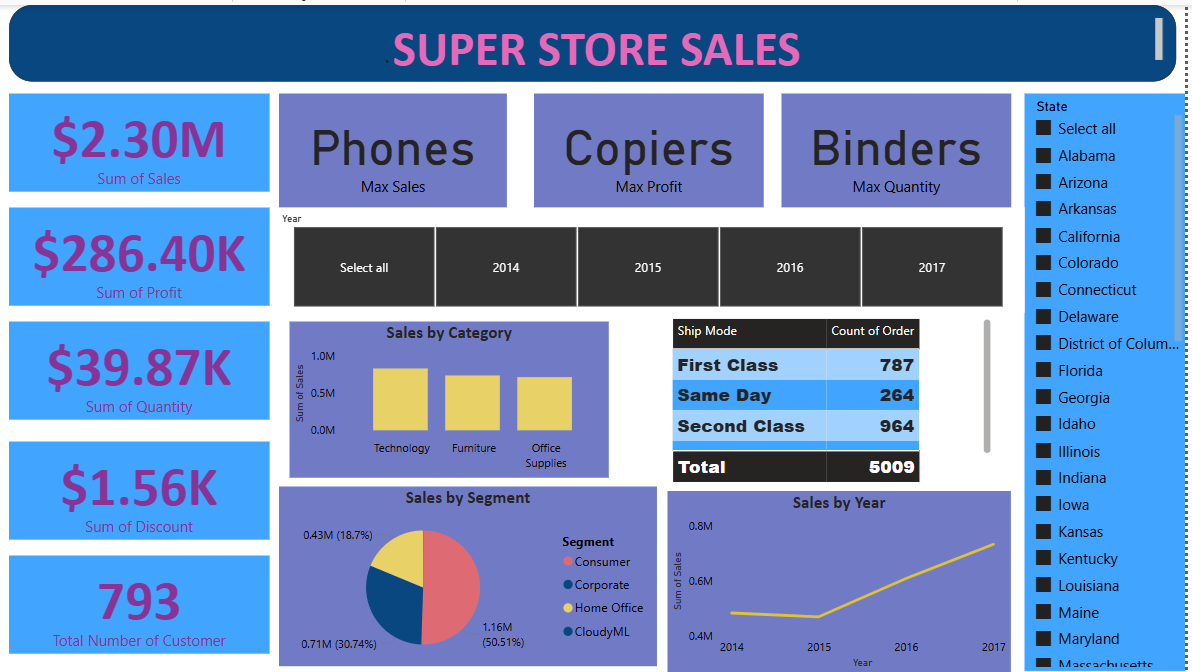 SUPER STORE SALES
$2.30M
Sum of Sales
$286.40K
Sum of Profit
$39.87K
Sum of Quantity
$1.56K
Sum of Discount
793
Total Number of Customer
Phones
Max Sales
Copiers
Max Profit
Binders
Max Quantity
Year
Select all
2014
2015
2016
2017
Sales by Category
Sum of Sales
1.0M
0.5M
0.0M
Technology
Furniture
Office
Supplies
Ship Mode Count of Order
First Class 787
Same Day 264
Second Class 964
Total 5009
Sales by Segment
0.43M (18.7%)
0.71M (30.74%)
1.16M
(50.51%)
Segment
Consumer
Corporate
Home Office
CloudyML
Sales by Year
Sum of Sales
0.8M
0.6M
0.4M
2014 2015 2016 2017
Year
State
Select all
Alabama
Arizona
Arkansas
California
Colorado
Connecticut
Delaware
District of Colum...
Florida
Georgia
Idaho
Illinois
Indiana
Iowa
Kansas
Kentucky
Louisiana
Maine
Maryland
Massachusetts